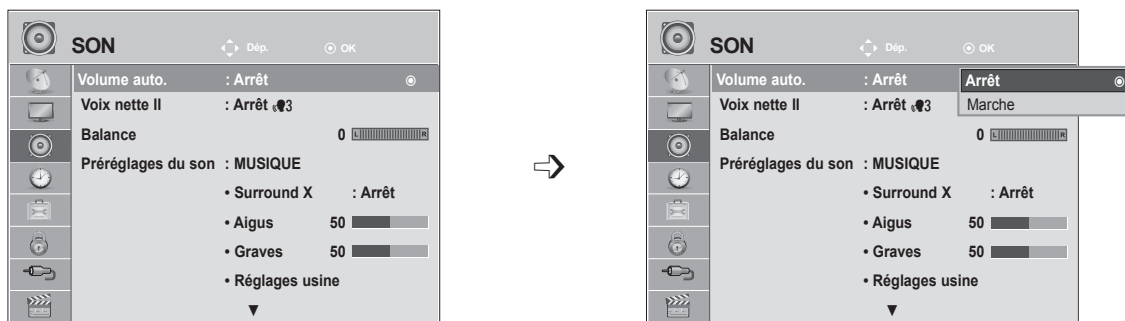 SON Dép. OK
Volume auto. : Arrêt
Voix nette II : Arrêt 3
Balance 0 L R
Préréglages du son : MUSIQUE
• Surround X : Arrêt
• Aigus 50
• Graves 50
• Réglages usine
SON Dép. OK
Volume auto. : Arrêt
Arrêt
Marche
Voix nette II : Arrêt 3
Balance 0 L R
Préréglages du son : MUSIQUE
• Surround X : Arrêt
• Aigus 50
• Graves 50
• Réglages usine